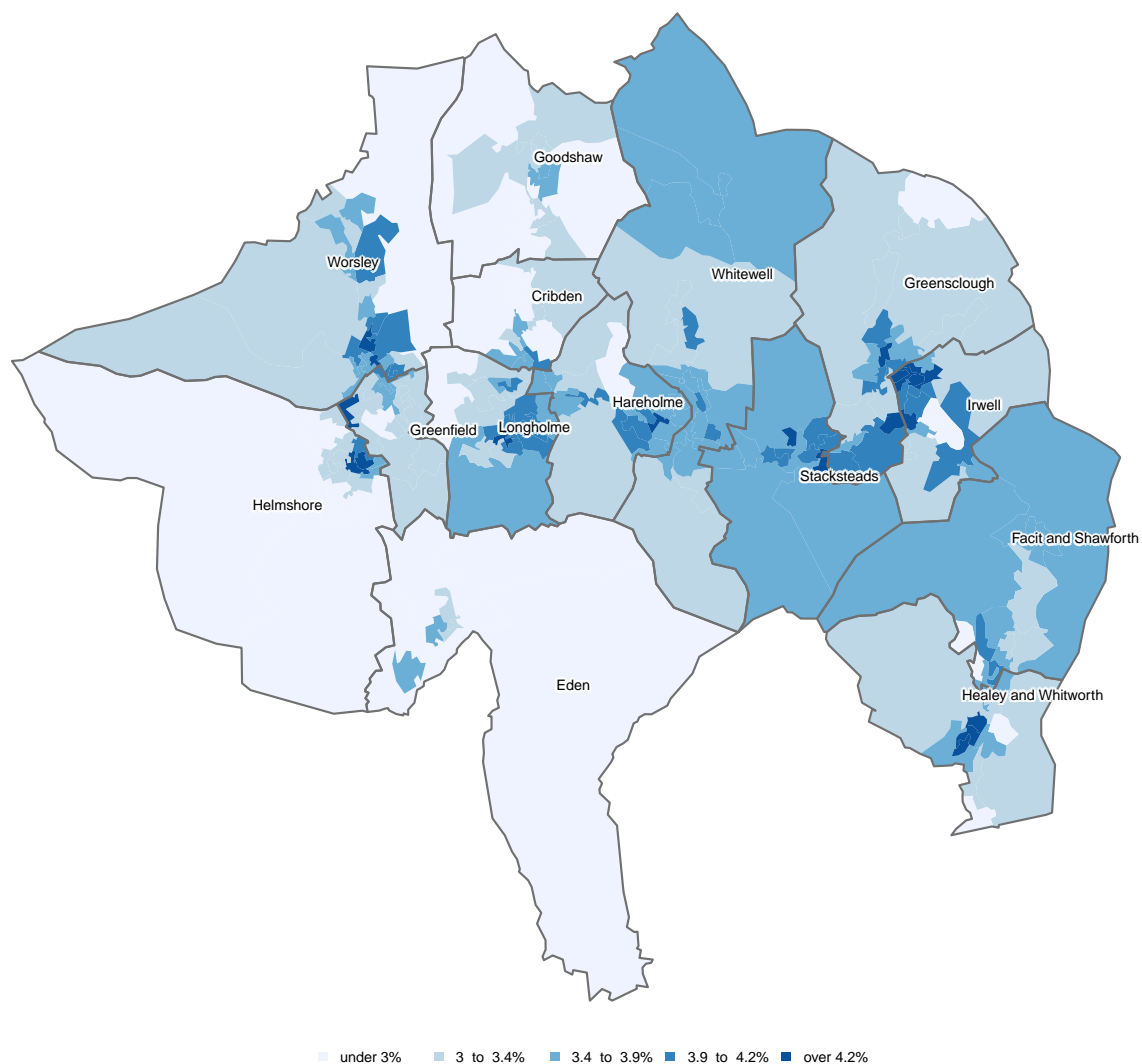 Goodshaw
Worsley
Whitewell
Greensclough
Cribden
Hareholme
Irwell
Greenfield
Longholme
Stacksteads
Helmshore
Facit and Shawforth
Eden
Healey and Whitworth
under 3% 3 to 3.4% 3.4 to 3.9% 3.9 to 4.2% over 4.2%